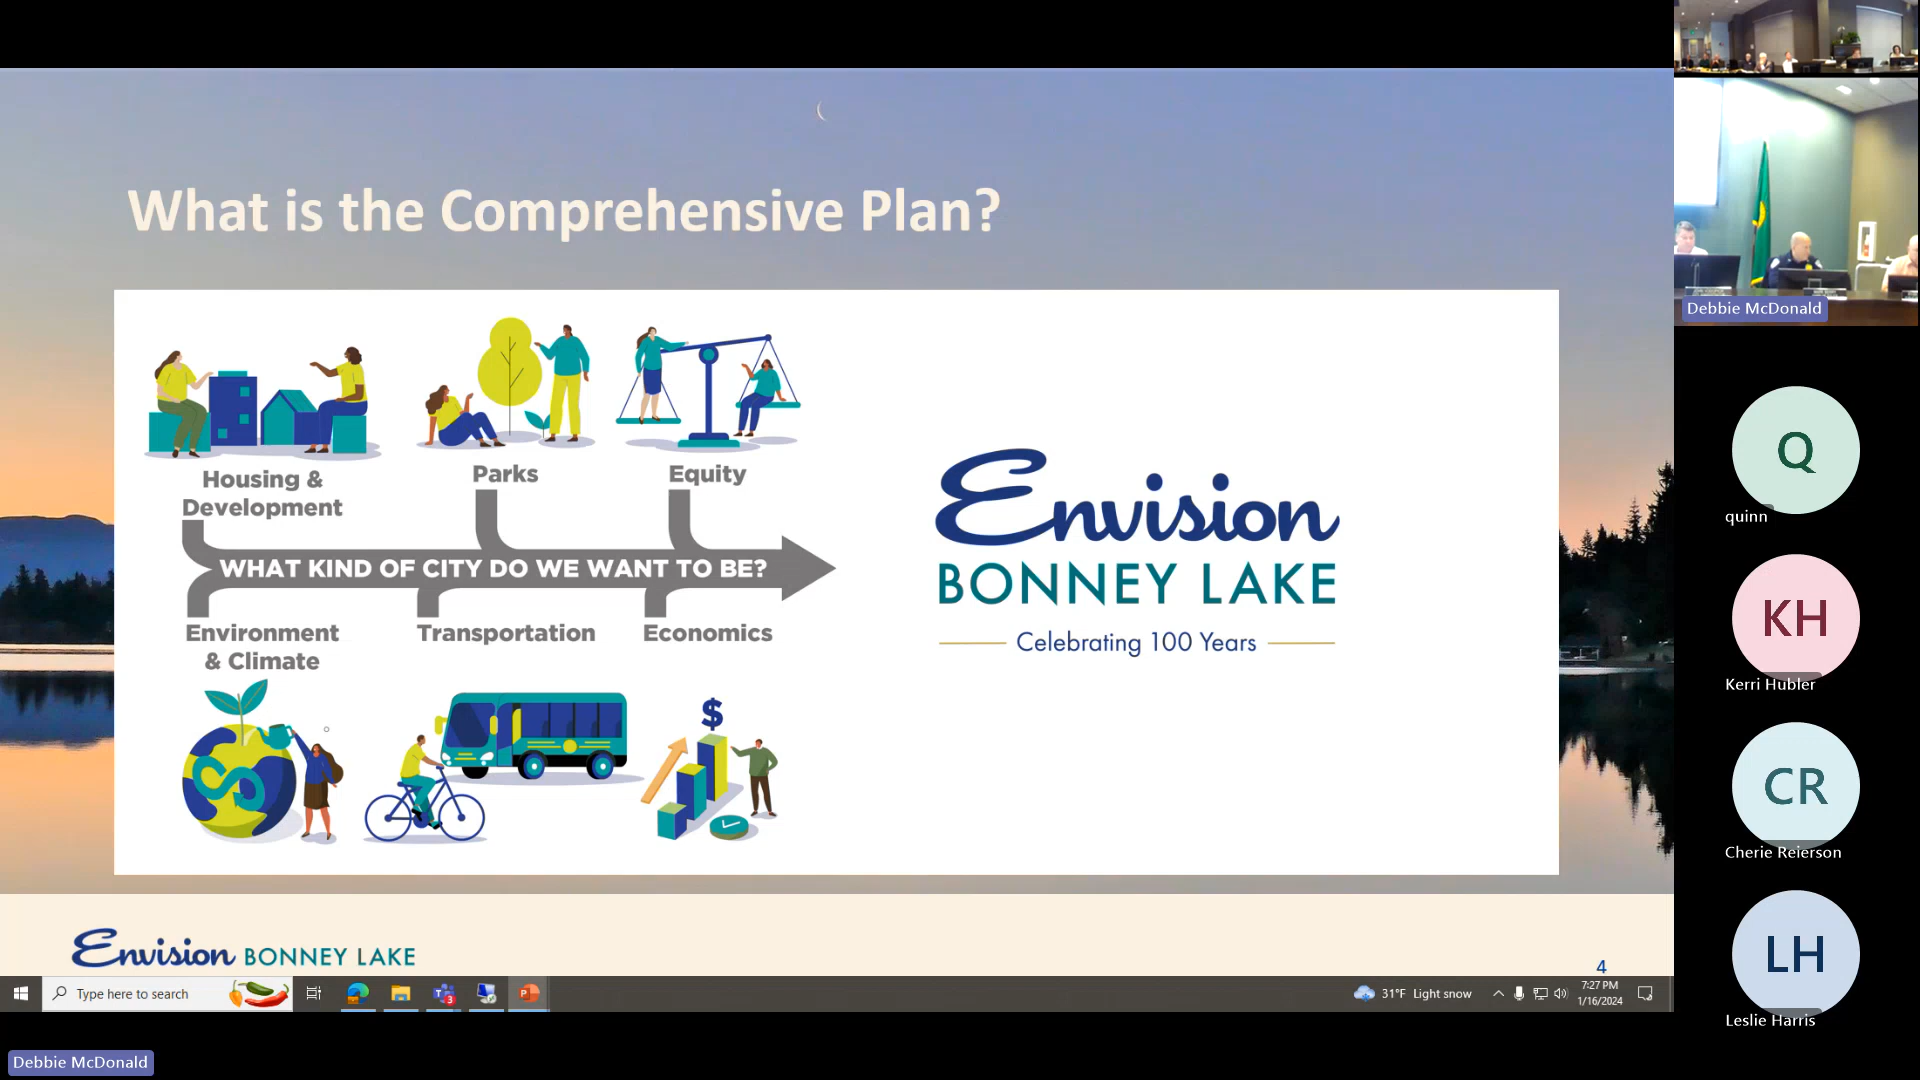 What is the Comprehensive Plan?
Housing &
Development
Parks
Equity
WHAT KIND OF CITY DO WE WANT TO BE?
Environment
& Climate
Transportation
Economics
$
Envision
BONNEY LAKE
Celebrating 100 Years
Envision BONNEY LAKE
4
Type here to search
3
31°F Light snow
7:27 PM
1/16/2024
Debbie McDonald
Debbie McDonald
Q
quinn
KH
Kerri Hubler
CR
Cherie Reierson
LH
Leslie Harris